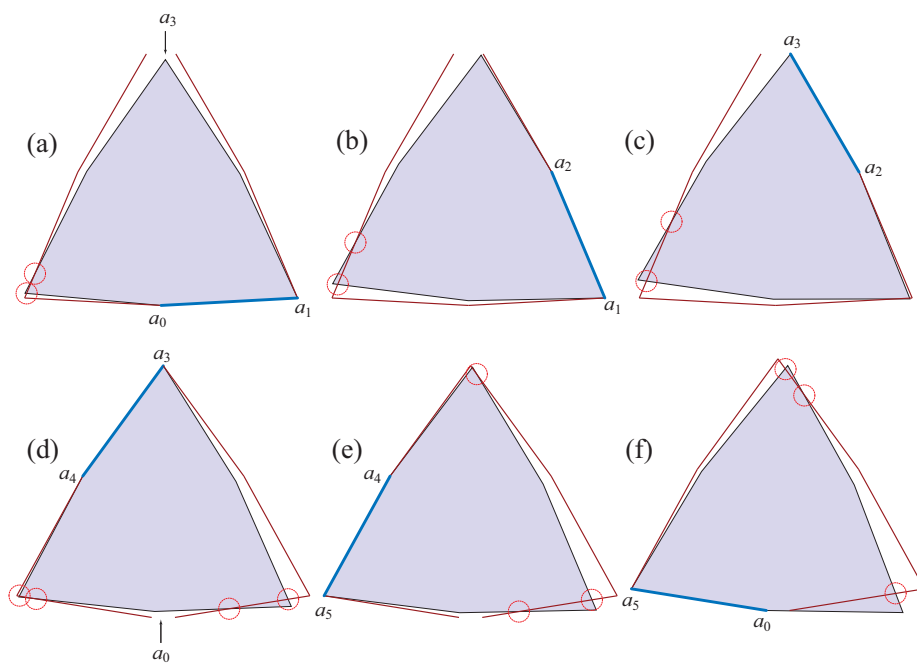 a₃
(a)
a₀
a₁
(b)
a₂
a₁
a₃
(c)
a₂
a₃
(d)
a₄
a₀
(e)
a₄
a₅
(f)
a₅
a₀